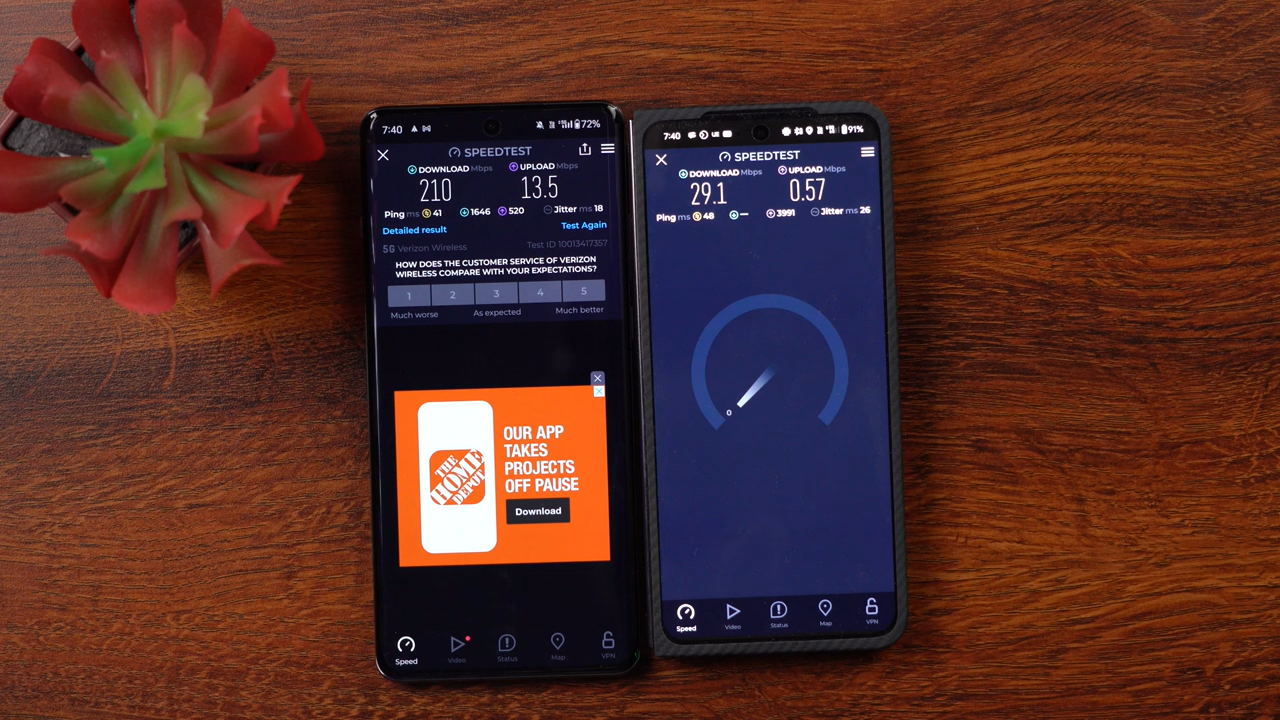 7:40
72%
SPEEDTEST
DOWNLOAD Mbps
UPLOAD Mbps
210
13.5
Ping ms 41
1646
520
Jitter ms 18
Detailed result
Test Again
5G Verizon Wireless
Test ID 10013417357
HOW DOES THE CUSTOMER SERVICE OF VERIZON
WIRELESS COMPARE WITH YOUR EXPECTATIONS?
1 2 3 4 5
Much worse
As expected
Much better
THE
HOME
DEPOT
OUR APP
TAKES
PROJECTS
OFF PAUSE
Download
Speed
Video
Status
Map
VPN
7:40
91%
SPEEDTEST
DOWNLOAD Mbps
UPLOAD Mbps
29.1
0.57
Ping ms 48
—
3991
Jitter ms 26
0
Speed
Video
Status
Map
VPN